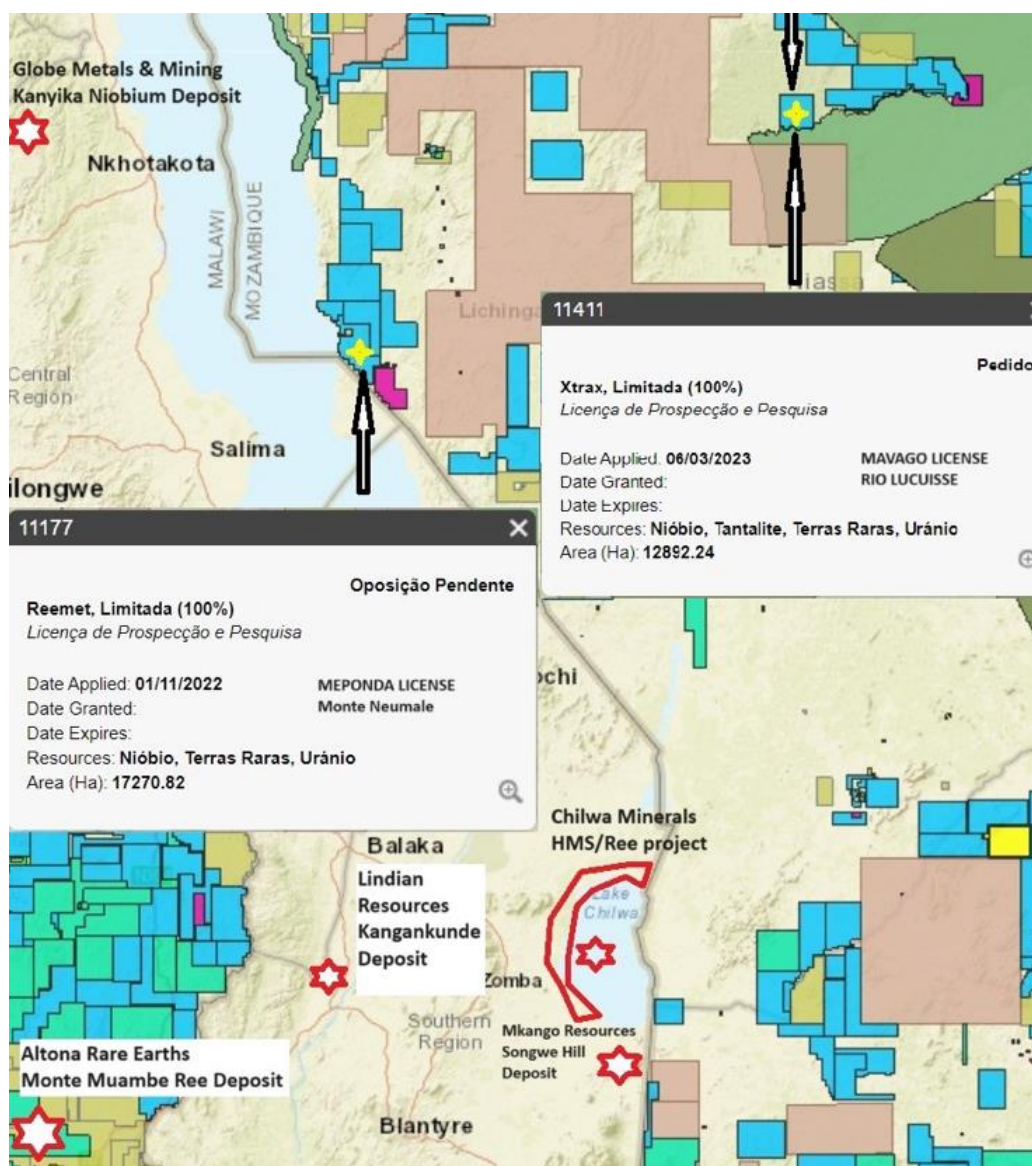 Globe Metals & Mining
Kanyika Niobium Deposit
Nkhotakota
MALAWI
MOZAMBIQUE
Lichinga
Niassa
Central
Region
Salima
ilongwe
11411
Pedido
Xtrax, Limitada (100%)
Licença de Prospecção e Pesquisa
Date Applied: 06/03/2023
MAVAGO LICENSE
Date Granted:
RIO LUCUISSE
Date Expires:
Resources: Nióbio, Tantalite, Terras Raras, Uránio
Area (Ha): 12892.24
11177
Oposição Pendente
Reemet, Limitada (100%)
Licença de Prospecção e Pesquisa
Date Applied: 01/11/2022
MEPONDA LICENSE
Date Granted:
Monte Neumale
Date Expires:
Resources: Nióbio, Terras Raras, Uránio
Area (Ha): 17270.82
ochi
Chilwa Minerals
HMS/Ree project
Balaka
Lindian
Resources
Kangankunde
Deposit
Lake
Chilwa
Zomba
Southern
Region
Mkango Resources
Songwe Hill
Deposit
Altona Rare Earths
Monte Muambe Ree Deposit
Blantyre